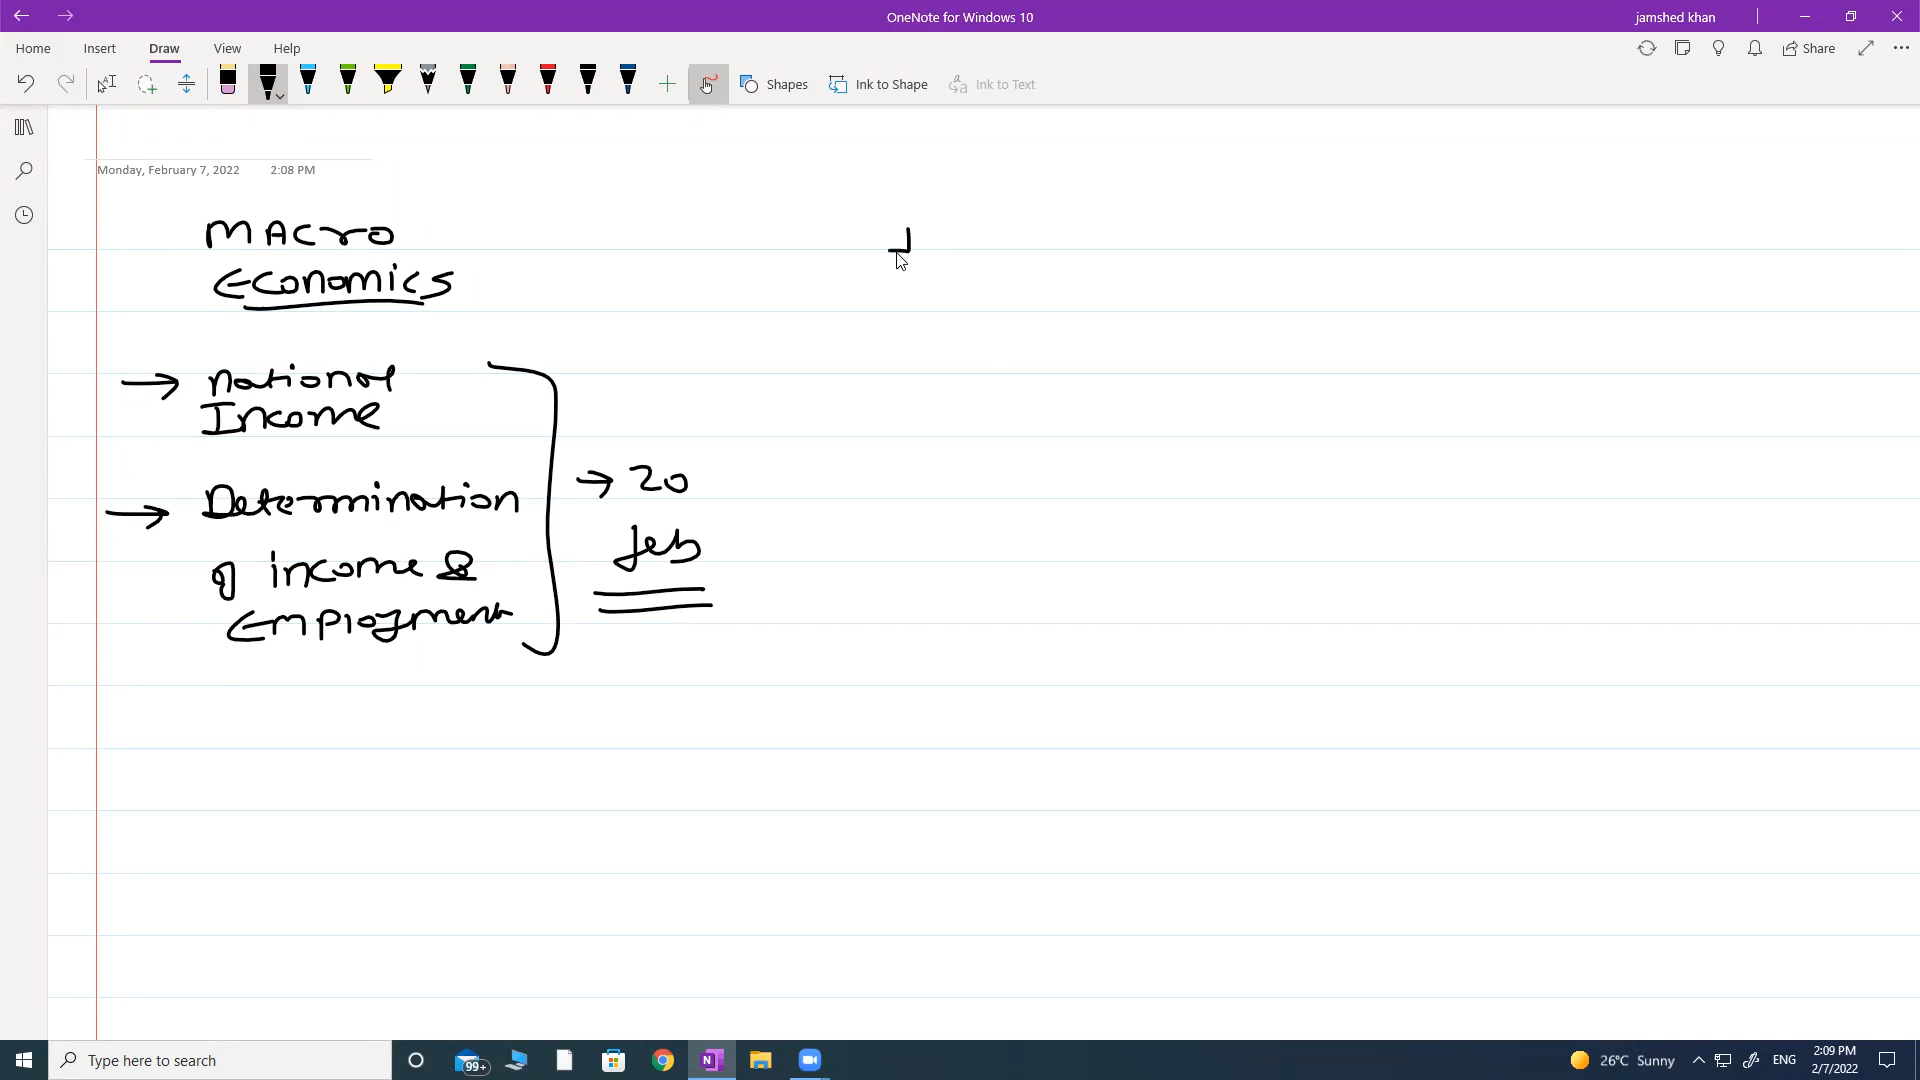 OneNote for Windows 10
jamshed khan
Home Insert Draw View Help
Share
Shapes Ink to Shape Ink to Text
Monday, February 7, 2022 2:08 PM
MAcro
Economics
→ national
Income
→ Determination
of income &
Employment
→ 20
feb
Type here to search
99+
26°C Sunny
ENG
2:09 PM
2/7/2022